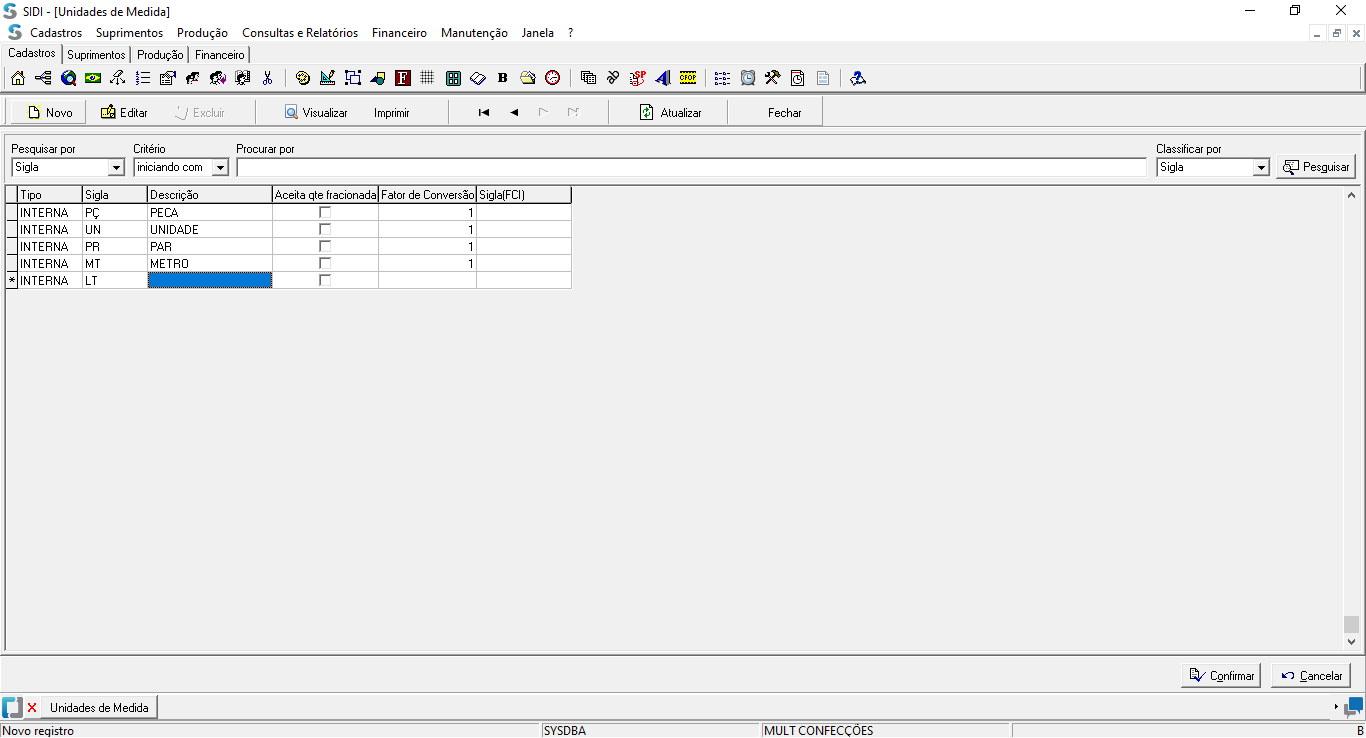 SIDI - [Unidades de Medida]
Cadastros Suprimentos Produção Consultas e Relatórios Financeiro Manutenção Janela ?
Cadastros Suprimentos Produção Financeiro
F B SP CFOP
Novo Editar Excluir Visualizar Imprimir Atualizar Fechar
Pesquisar por Critério Procurar por Classificar por
Sigla iniciando com Sigla Pesquisar
Tipo Sigla Descrição Aceita qte fracionada Fator de Conversão Sigla(FCI)
INTERNA PÇ PECA 1
INTERNA UN UNIDADE 1
INTERNA PR PAR 1
INTERNA MT METRO 1
* INTERNA LT
Confirmar Cancelar
Unidades de Medida
Novo registro SYSDBA MULT CONFECÇÕES B